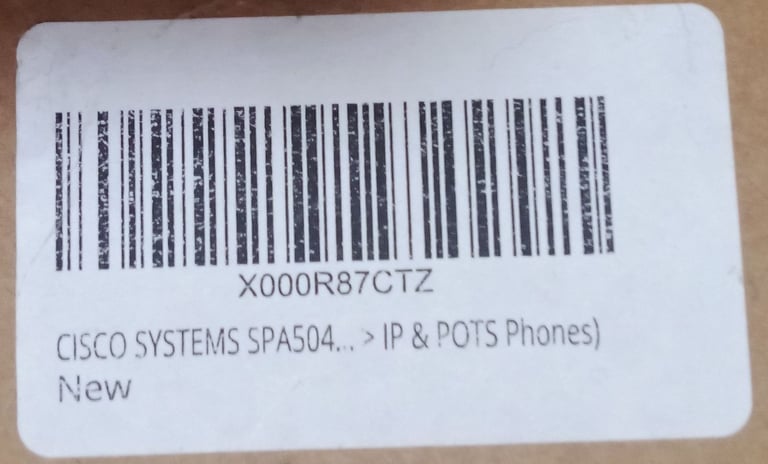 X000R87CTZ
CISCO SYSTEMS SPA504... > IP & POTS Phones)
New